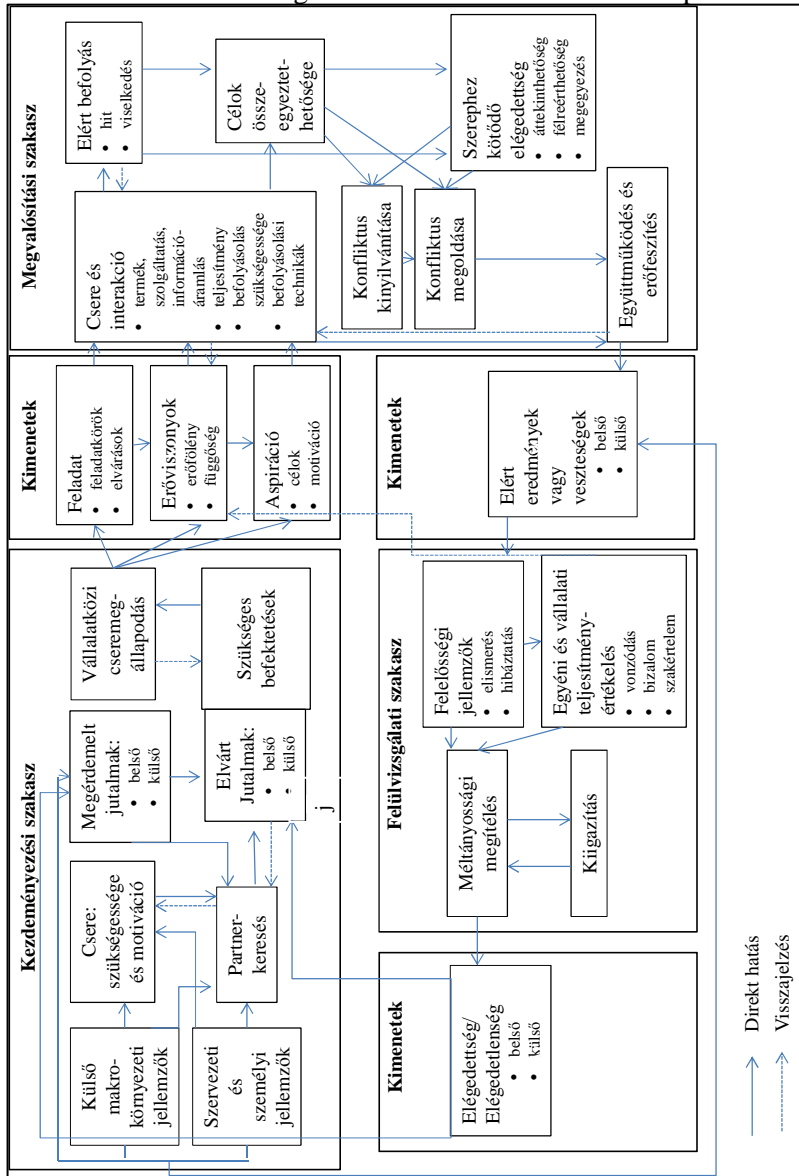 Kezdeményezési szakasz
Külső
makro-
környezeti
jellemzők
Szervezeti
és
személyi
jellemzők
Csere:
szükségessége
és motiváció
Partner-
keresés
Megérdemelt
jutalmak:
• belső
• külső
Elvárt
Jutalmak:
• belső
• külső
j
Vállalatközi
cseremeg-
állapodás
Szükséges
befektetések
Kimenetek
Feladat
• feladatkörök
• elvárások
Erőviszonyok
• erőfölény
• függőség
Aspiráció
• célok
• motiváció
Megvalósítási szakasz
Csere és
interakció
• termék,
szolgáltatás,
információ-
áramlás
• teljesítmény
• befolyásolás
szükségessége
• befolyásolási
technikák
Elért befolyás
• hit
• viselkedés
Célok
össze-
egyeztet-
hetősége
Szerephez
kötődő
elégedettség
• áttekinthetőség
• félreérthetőség
• megegyezés
Konfliktus
kinyilvánítása
Konfliktus
megoldása
Együttműködés és
erőfeszítés
Kimenetek
Elért
eredmények
vagy
veszteségek
• belső
• külső
Felülvizsgálati szakasz
Felelősségi
jellemzők
• elismerés
• hibáztatás
Egyéni és vállalati
teljesítmény-
értékelés
• vonzódás
• bizalom
• szakértelem
Méltányossági
megítélés
Kiigazítás
Kimenetek
Elégedettség/
Elégedetlenség
• belső
• külső
Direkt hatás
Visszajelzés